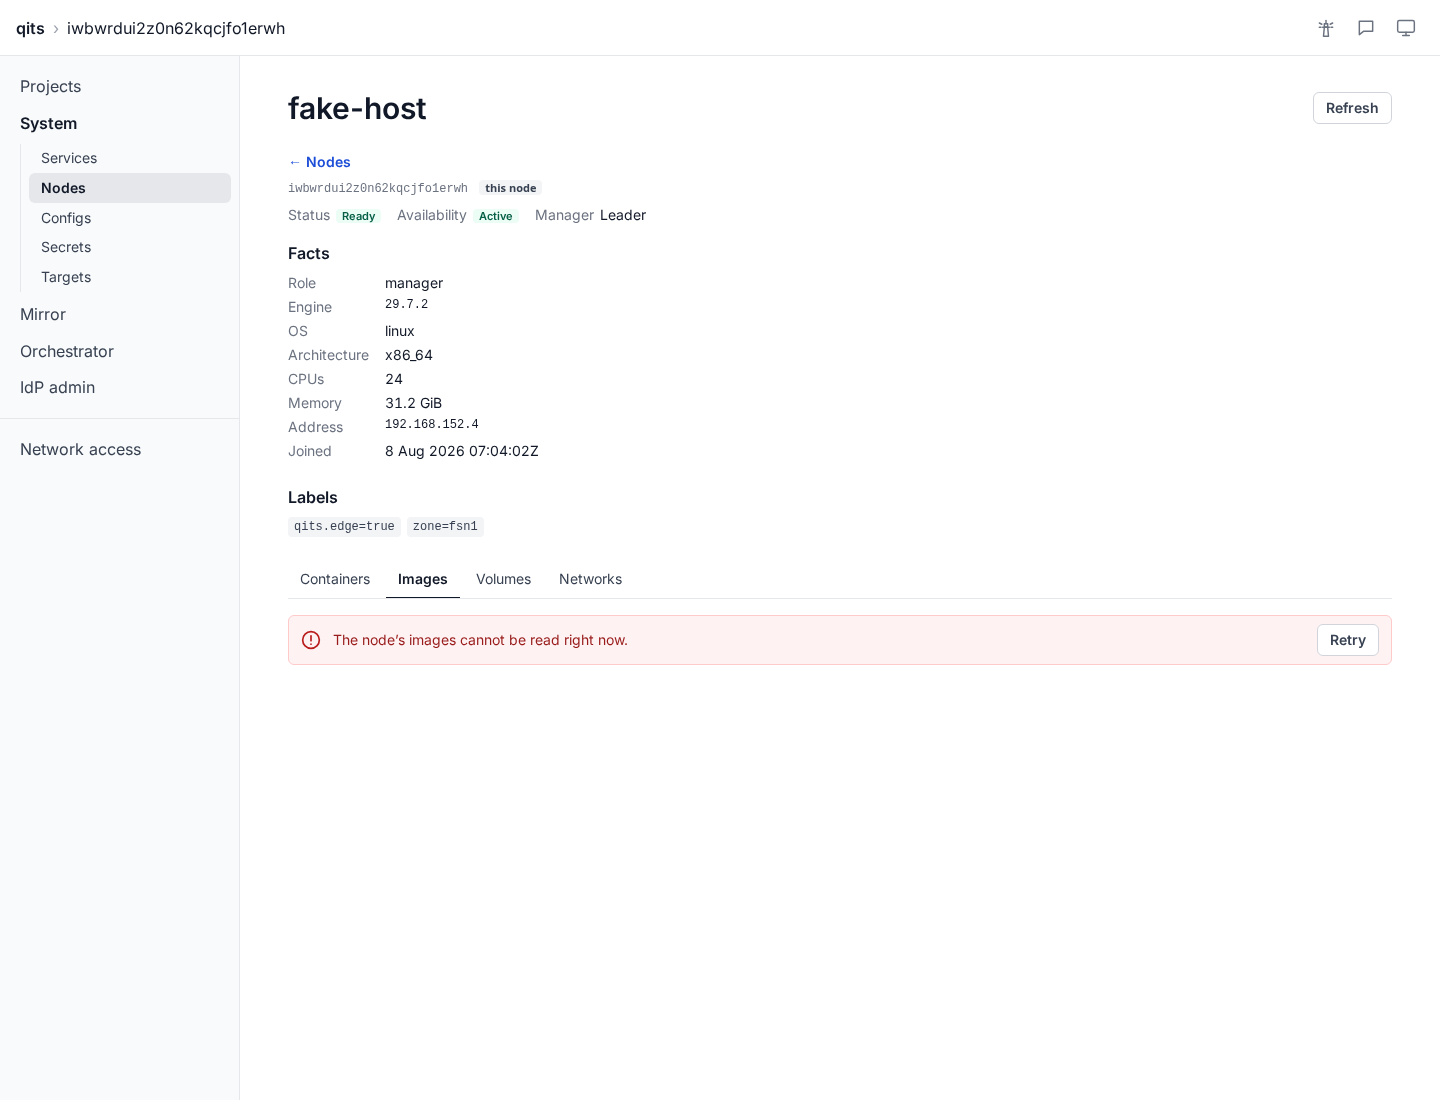 qits › iwbwrdui2z0n62kqcjfo1erwh
Projects
System
Services
Nodes
Configs
Secrets
Targets
Mirror
Orchestrator
IdP admin
Network access
fake-host
Refresh
← Nodes
iwbwrdui2z0n62kqcjfo1erwh this node
Status Ready Availability Active Manager Leader
Facts
Role manager
Engine 29.7.2
OS linux
Architecture x86_64
CPUs 24
Memory 31.2 GiB
Address 192.168.152.4
Joined 8 Aug 2026 07:04:02Z
Labels
qits.edge=true zone=fsn1
Containers Images Volumes Networks
The node’s images cannot be read right now. Retry